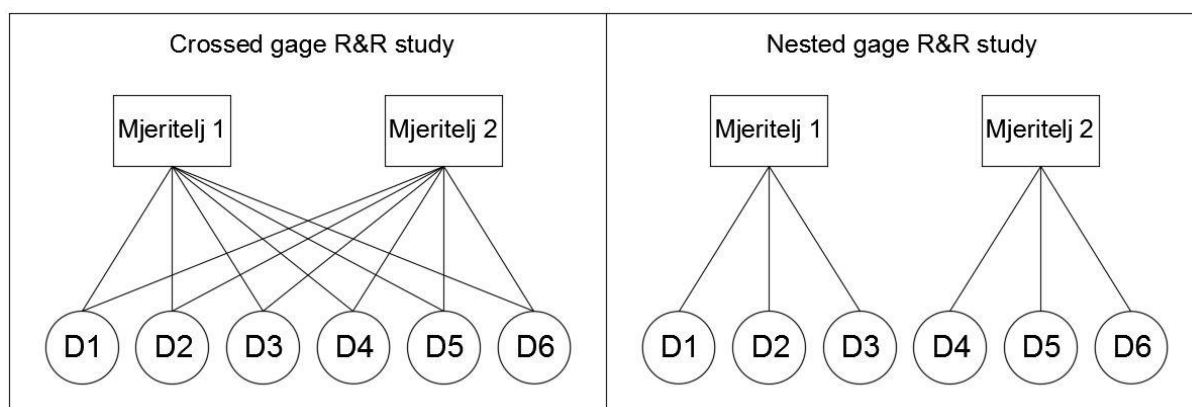 Crossed gage R&R study
Mjeritelj 1
Mjeritelj 2
D1
D2
D3
D4
D5
D6
Nested gage R&R study
Mjeritelj 1
Mjeritelj 2
D1
D2
D3
D4
D5
D6